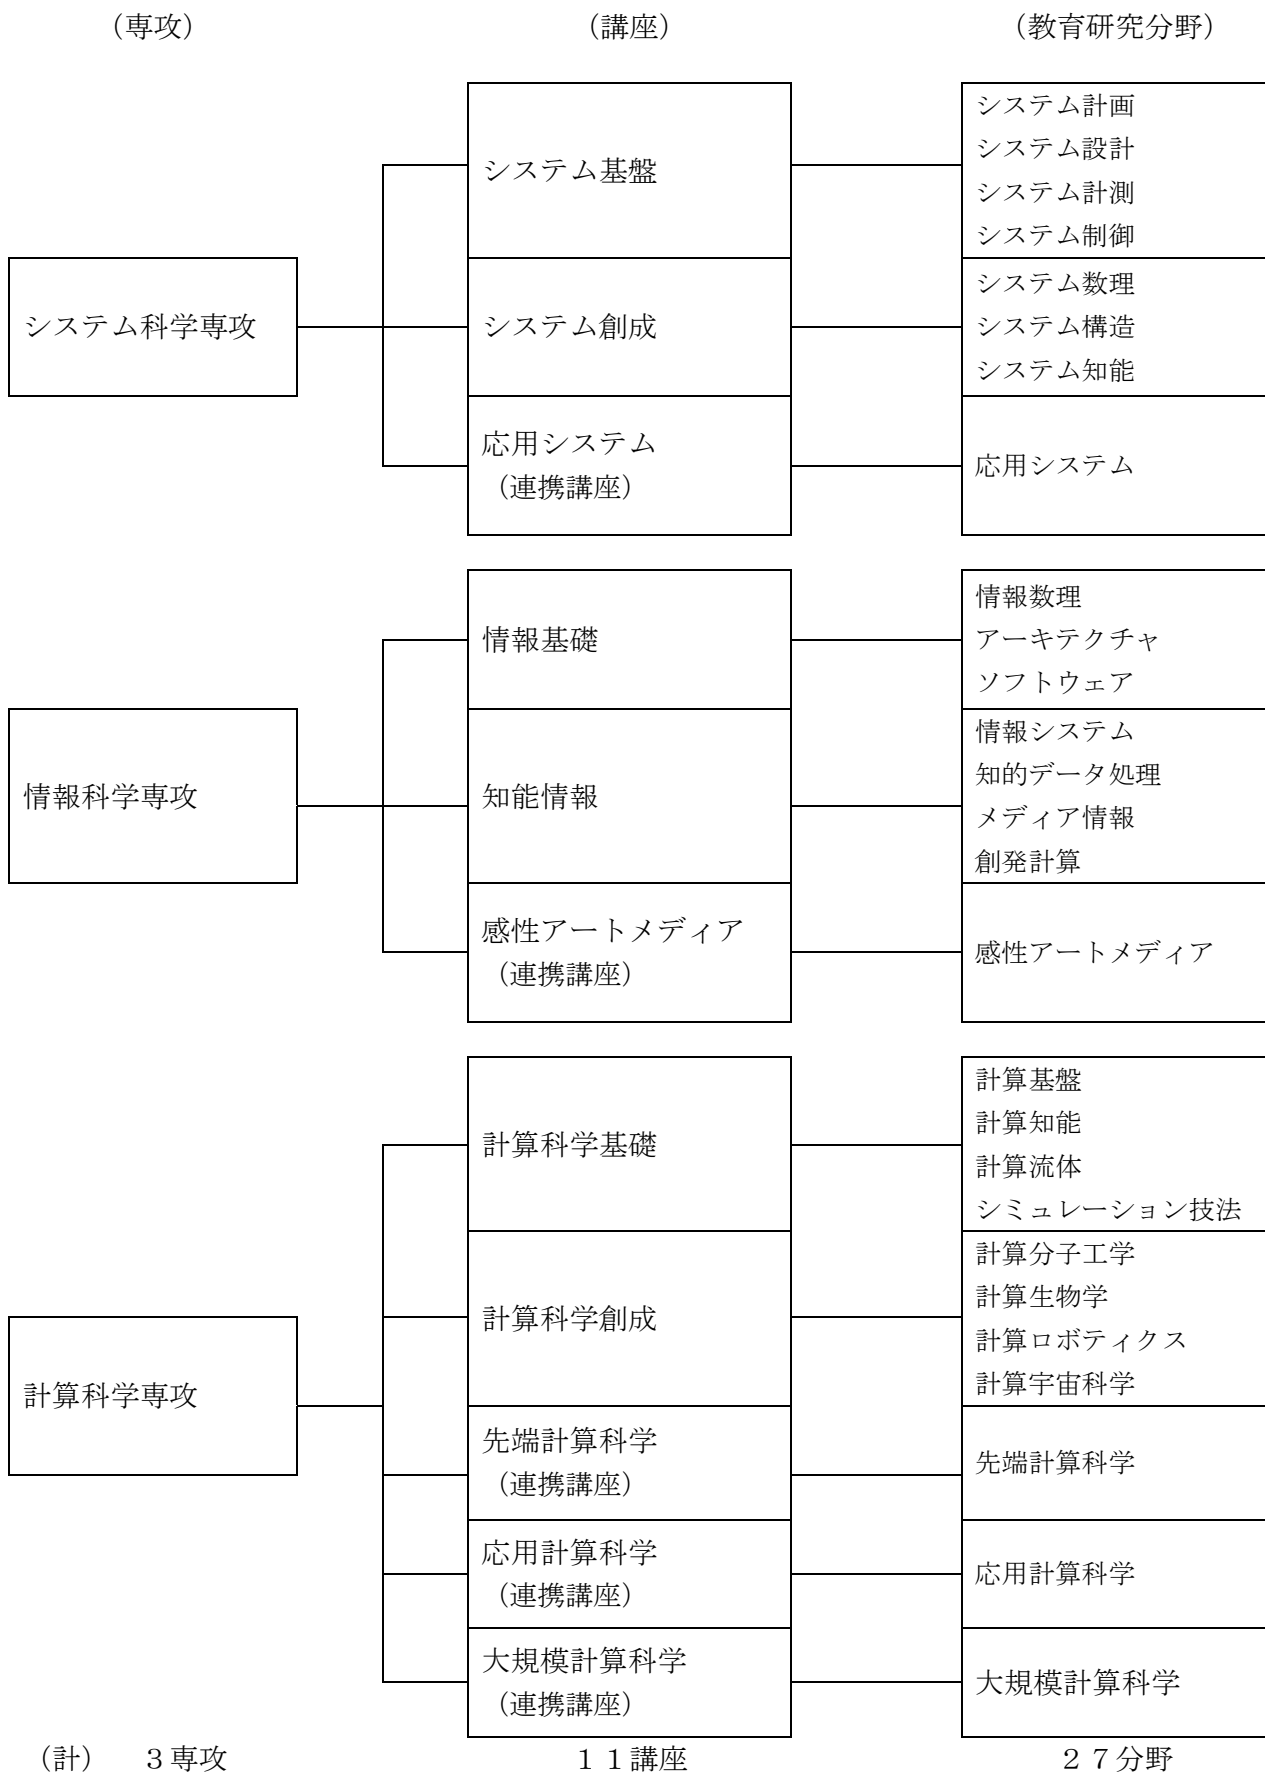 （専攻）
（講座）
（教育研究分野）
システム科学専攻
システム基盤
システム計画
システム設計
システム計測
システム制御
システム創成
システム数理
システム構造
システム知能
応用システム
（連携講座）
応用システム
情報科学専攻
情報基礎
情報数理
アーキテクチャ
ソフトウェア
知能情報
情報システム
知的データ処理
メディア情報
創発計算
感性アートメディア
（連携講座）
感性アートメディア
計算科学専攻
計算科学基礎
計算基盤
計算知能
計算流体
シミュレーション技法
計算科学創成
計算分子工学
計算生物学
計算ロボティクス
計算宇宙科学
先端計算科学
（連携講座）
先端計算科学
応用計算科学
（連携講座）
応用計算科学
大規模計算科学
（連携講座）
大規模計算科学
（計）　３専攻
１１講座
２７分野